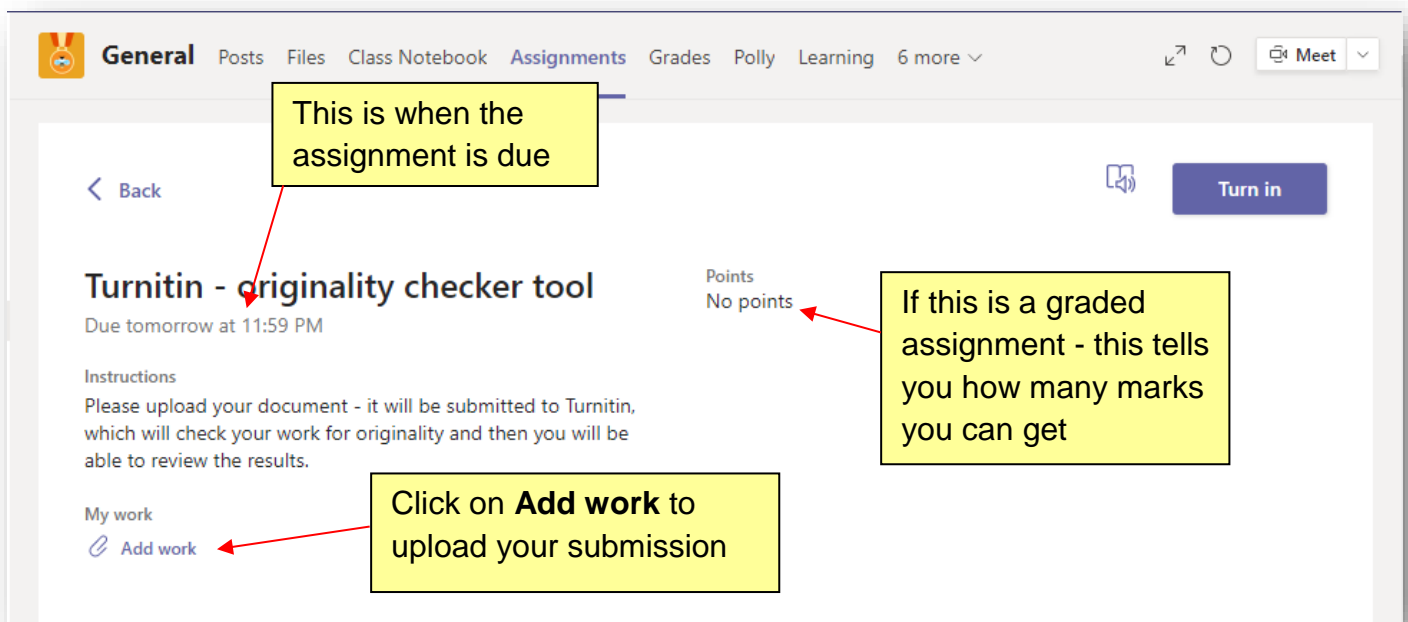 General Posts Files Class Notebook Assignments Grades Polly Learning 6 more Meet
This is when the
assignment is due
Back
Turn in
Turnitin - originality checker tool
Due tomorrow at 11:59 PM
Points
No points
If this is a graded
assignment - this tells
you how many marks
you can get
Instructions
Please upload your document - it will be submitted to Turnitin,
which will check your work for originality and then you will be
able to review the results.
My work
Add work
Click on Add work to
upload your submission